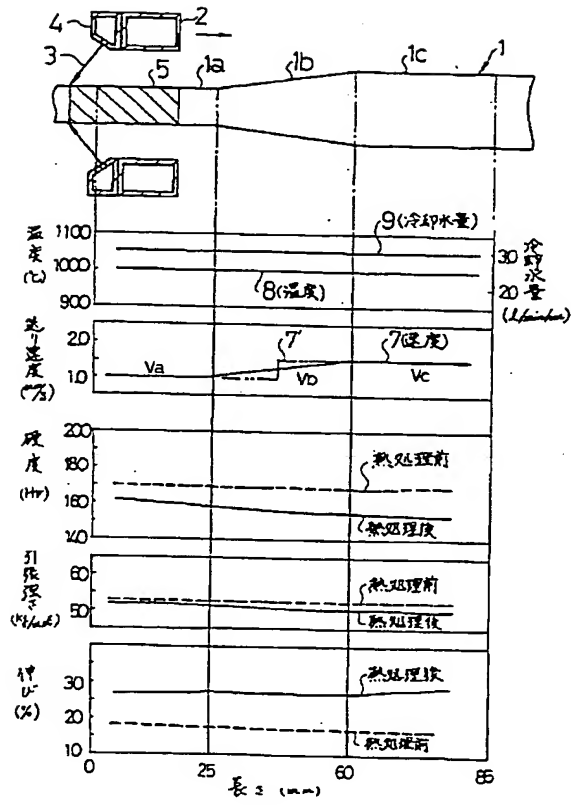 4 2
3 5 1a 1b 1c 1
温度 (℃)
1100
1000
900
9(冷却水量)
8(温度)
30
20
冷却水量
送り速度
2.0
1.0
Va
7'
Vb
7(速度)
Vc
硬度 (Hv)
200
180
160
140
熱処理前
熱処理後
引張強さ
60
50
熱処理前
熱処理後
伸び (%)
30
20
10
熱処理後
熱処理前
0 25 60 85
長さ (mm)